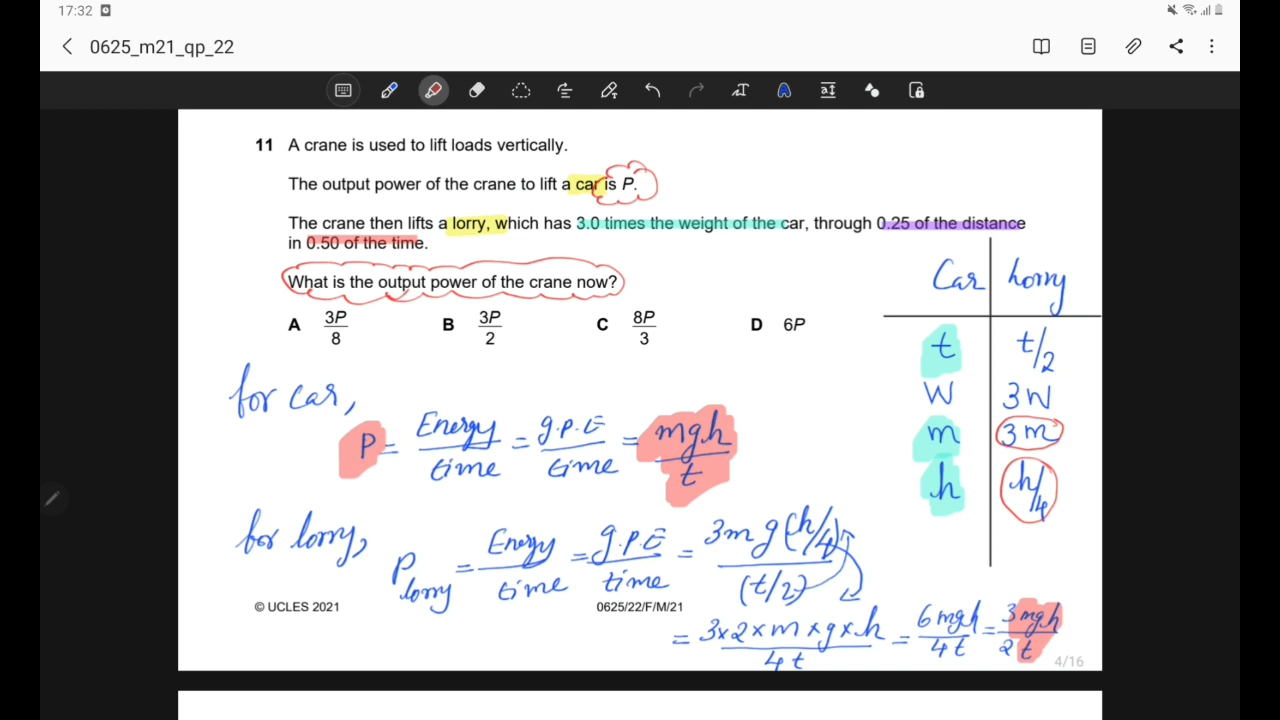 17:32
0625_m21_qp_22
11 A crane is used to lift loads vertically.
The output power of the crane to lift a car is P.
The crane then lifts a lorry, which has 3.0 times the weight of the car, through 0.25 of the distance
in 0.50 of the time.
What is the output power of the crane now?
A 3P/8 B 3P/2 C 8P/3 D 6P
Car horry
t t/2
W 3W
m 3m
h h/4
for car,
P = Energy/time = g.p.E/time = mgh/t
for lorry,
P lorry = Energy/time = g.P.E/time = 3mg(h/4)/(t/2)
= 3x2xmxgxh/4t = 6mgh/4t = 3mgh/2t
© UCLES 2021 0625/22/F/M/21
4/16